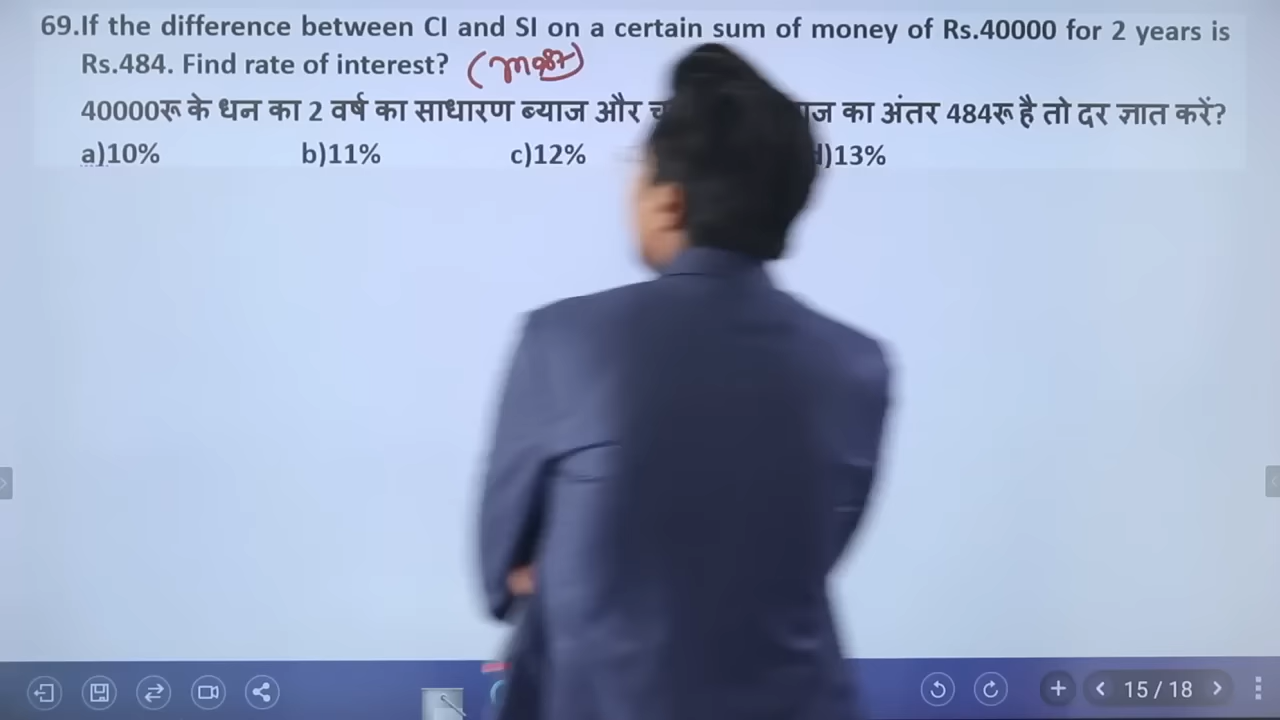 69.If the difference between CI and SI on a certain sum of money of Rs.40000 for 2 years is
Rs.484. Find rate of interest?
40000रू के धन का 2 वर्ष का साधारण ब्याज और का अंतर 484रू है तो दर ज्ञात करें?
a)10% b)11% c)12% d)13%
15 / 18